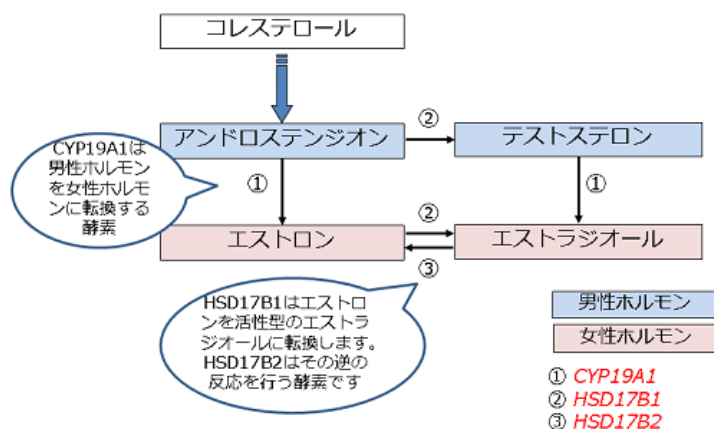 コレステロール
アンドロステンジオン
②
テストステロン
CYP19A1は
男性ホルモン
を女性ホルモ
ンに転換する
酵素
①
①
エストロン
②
エストラジオール
③
HSD17B1はエストロ
ンを活性型のエストラ
ジオールに転換します。
HSD17B2はその逆の
反応を行う酵素です
男性ホルモン
女性ホルモン
① CYP19A1
② HSD17B1
③ HSD17B2